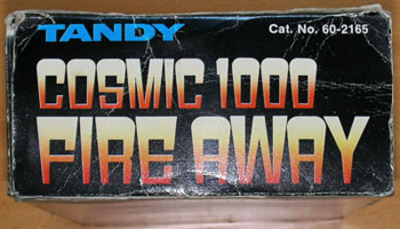 TANDY Cat. No. 60-2165
COSMIC 1000
FIRE AWAY